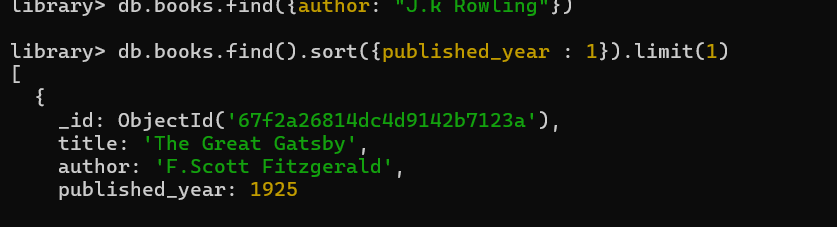 library> db.books.find({author: "J.k Rowling"})
library> db.books.find().sort({published_year : 1}).limit(1)
[
{
_id: ObjectId('67f2a26814dc4d9142b7123a'),
title: 'The Great Gatsby',
author: 'F.Scott Fitzgerald',
published_year: 1925